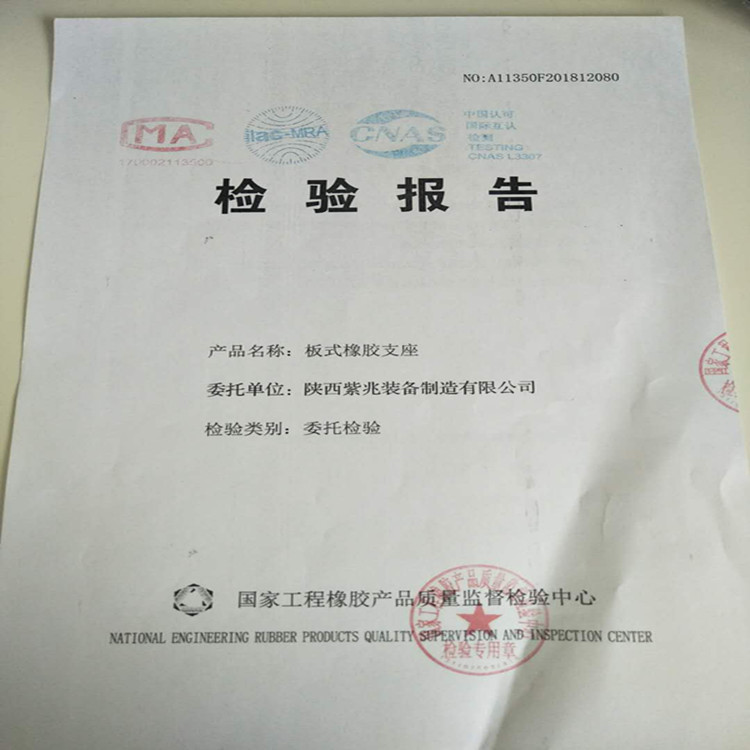 NO:A11350F201812080
MA
ilac-MRA
CNAS
中国认可
国际互认
检测
TESTING
CNAS L3307
170002113500
检验报告
产品名称：板式橡胶支座
委托单位：陕西紫兆装备制造有限公司
检验类别：委托检验
国家工程橡胶产品质量监督检验中心
NATIONAL ENGINEERING RUBBER PRODUCTS QUALITY SUPERVISION AND INSPECTION CENTER
检验专用章